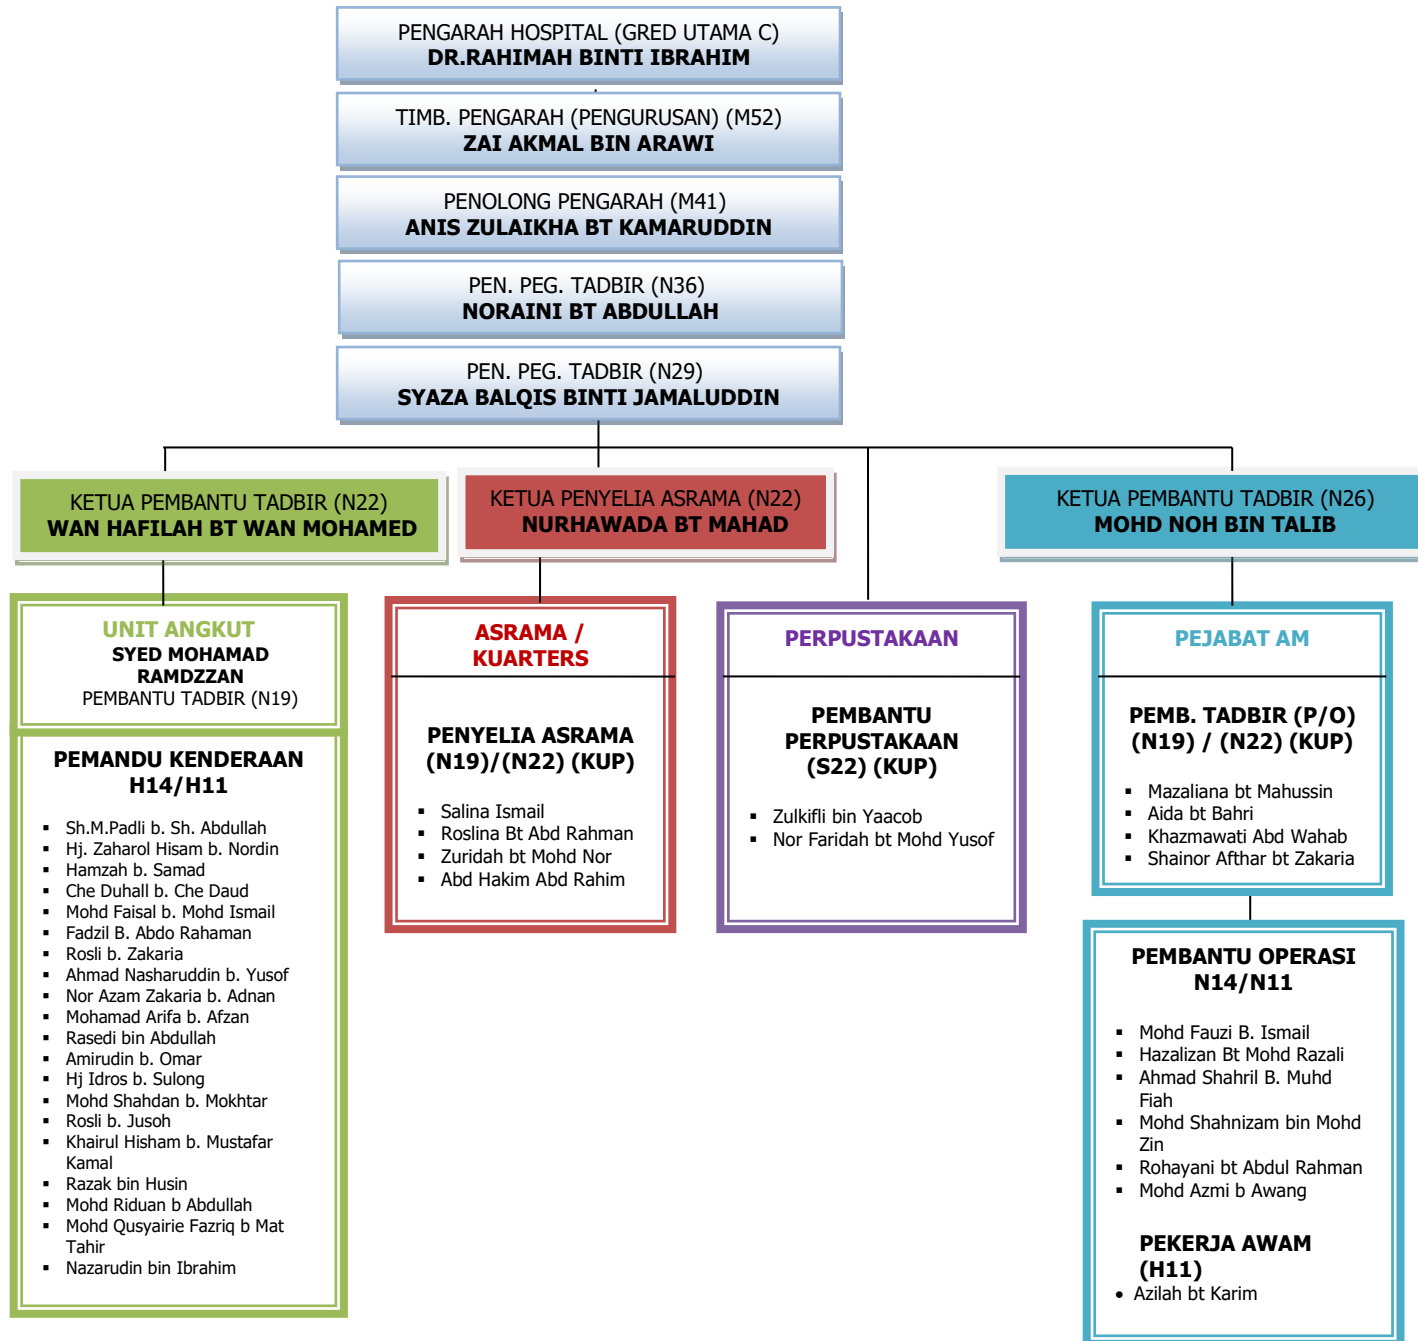 PENGARAH HOSPITAL (GRED UTAMA C)
DR.RAHIMAH BINTI IBRAHIM
TIMB. PENGARAH (PENGURUSAN) (M52)
ZAI AKMAL BIN ARAWI
PENOLONG PENGARAH (M41)
ANIS ZULAIKHA BT KAMARUDDIN
PEN. PEG. TADBIR (N36)
NORAINI BT ABDULLAH
PEN. PEG. TADBIR (N29)
SYAZA BALQIS BINTI JAMALUDDIN
KETUA PEMBANTU TADBIR (N22)
WAN HAFILAH BT WAN MOHAMED
KETUA PENYELIA ASRAMA (N22)
NURHAWADA BT MAHAD
KETUA PEMBANTU TADBIR (N26)
MOHD NOH BIN TALIB
UNIT ANGKUT
SYED MOHAMAD
RAMDZZAN
PEMBANTU TADBIR (N19)
PEMANDU KENDERAAN
H14/H11
▪ Sh.M.Padli b. Sh. Abdullah
▪ Hj. Zaharol Hisam b. Nordin
▪ Hamzah b. Samad
▪ Che Duhall b. Che Daud
▪ Mohd Faisal b. Mohd Ismail
▪ Fadzil B. Abdo Rahaman
▪ Rosli b. Zakaria
▪ Ahmad Nasharuddin b. Yusof
▪ Nor Azam Zakaria b. Adnan
▪ Mohamad Arifa b. Afzan
▪ Rasedi bin Abdullah
▪ Amirudin b. Omar
▪ Hj Idros b. Sulong
▪ Mohd Shahdan b. Mokhtar
▪ Rosli b. Jusoh
▪ Khairul Hisham b. Mustafar
Kamal
▪ Razak bin Husin
▪ Mohd Riduan b Abdullah
▪ Mohd Qusyairie Fazriq b Mat
Tahir
▪ Nazarudin bin Ibrahim
ASRAMA /
KUARTERS
PENYELIA ASRAMA
(N19)/(N22) (KUP)
▪ Salina Ismail
▪ Roslina Bt Abd Rahman
▪ Zuridah bt Mohd Nor
▪ Abd Hakim Abd Rahim
PERPUSTAKAAN
PEMBANTU
PERPUSTAKAAN
(S22) (KUP)
▪ Zulkifli bin Yaacob
▪ Nor Faridah bt Mohd Yusof
PEJABAT AM
PEMB. TADBIR (P/O)
(N19) / (N22) (KUP)
▪ Mazaliana bt Mahussin
▪ Aida bt Bahri
▪ Khazmawati Abd Wahab
▪ Shainor Afthar bt Zakaria
PEMBANTU OPERASI
N14/N11
▪ Mohd Fauzi B. Ismail
▪ Hazalizan Bt Mohd Razali
▪ Ahmad Shahril B. Muhd
Fiah
▪ Mohd Shahnizam bin Mohd
Zin
▪ Rohayani bt Abdul Rahman
▪ Mohd Azmi b Awang
PEKERJA AWAM
(H11)
• Azilah bt Karim